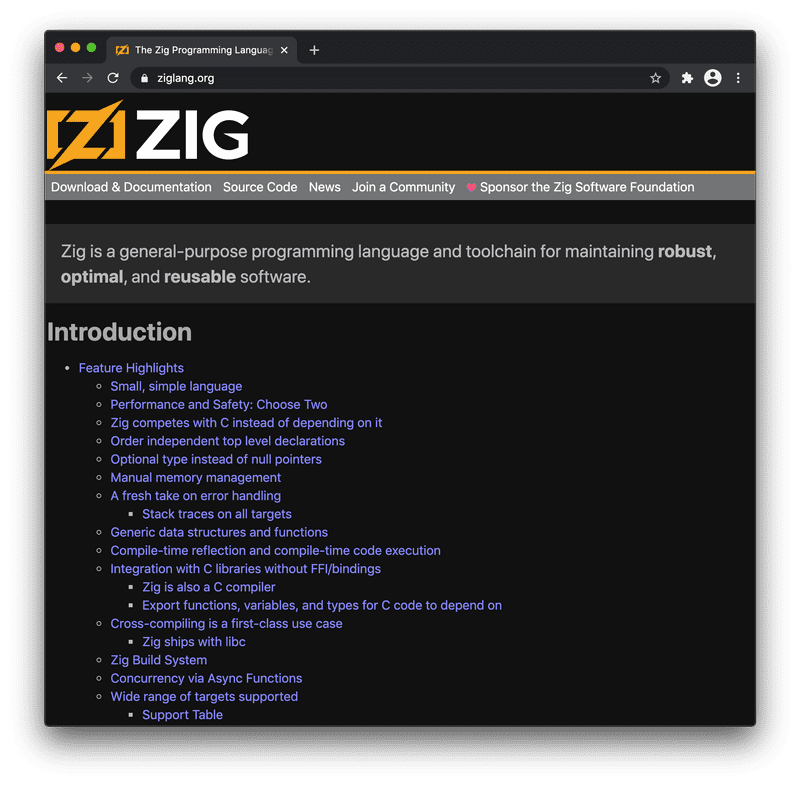 The Zig Programming Languag
ziglang.org
ZIG
Download & Documentation Source Code News Join a Community Sponsor the Zig Software Foundation
Zig is a general-purpose programming language and toolchain for maintaining robust,
optimal, and reusable software.
Introduction
Feature Highlights
Small, simple language
Performance and Safety: Choose Two
Zig competes with C instead of depending on it
Order independent top level declarations
Optional type instead of null pointers
Manual memory management
A fresh take on error handling
Stack traces on all targets
Generic data structures and functions
Compile-time reflection and compile-time code execution
Integration with C libraries without FFI/bindings
Zig is also a C compiler
Export functions, variables, and types for C code to depend on
Cross-compiling is a first-class use case
Zig ships with libc
Zig Build System
Concurrency via Async Functions
Wide range of targets supported
Support Table